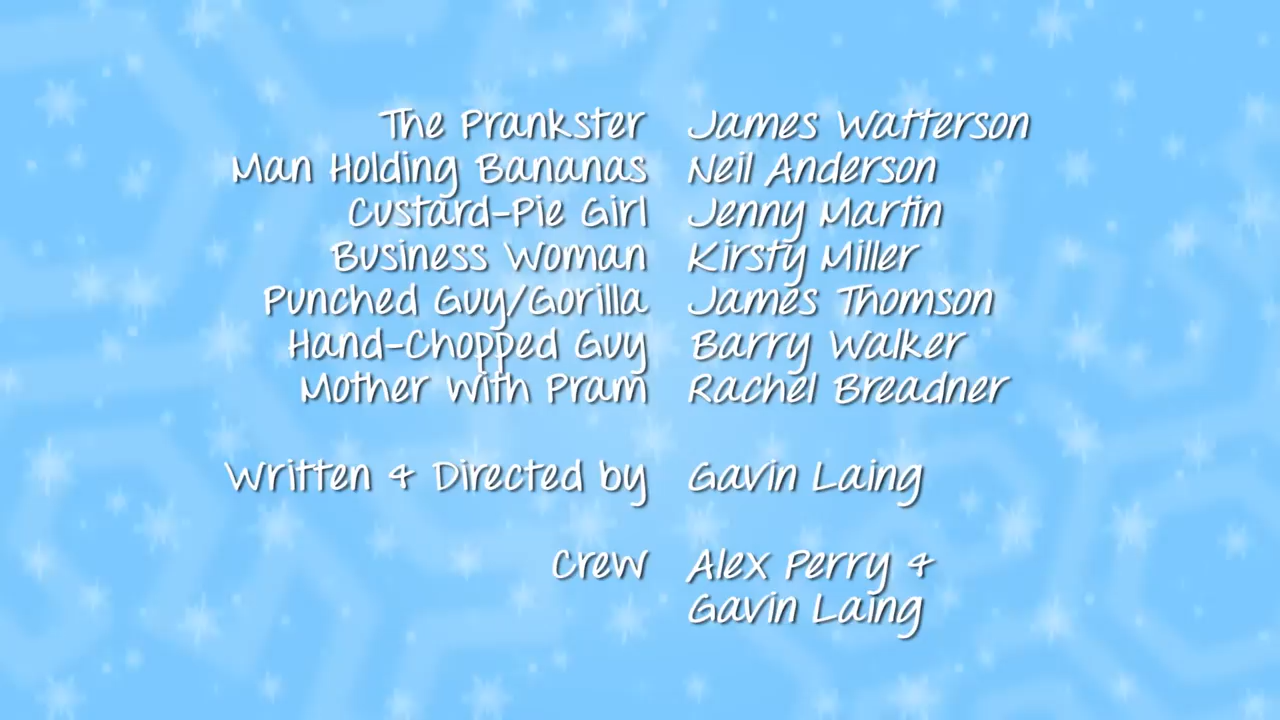 The Prankster James Watterson
Man Holding Bananas Neil Anderson
Custard-Pie Girl Jenny Martin
Business Woman Kirsty Miller
Punched Guy/Gorilla James Thomson
Hand-Chopped Guy Barry Walker
Mother With Pram Rachel Breadner
Written & Directed by Gavin Laing
Crew Alex Perry &
Gavin Laing